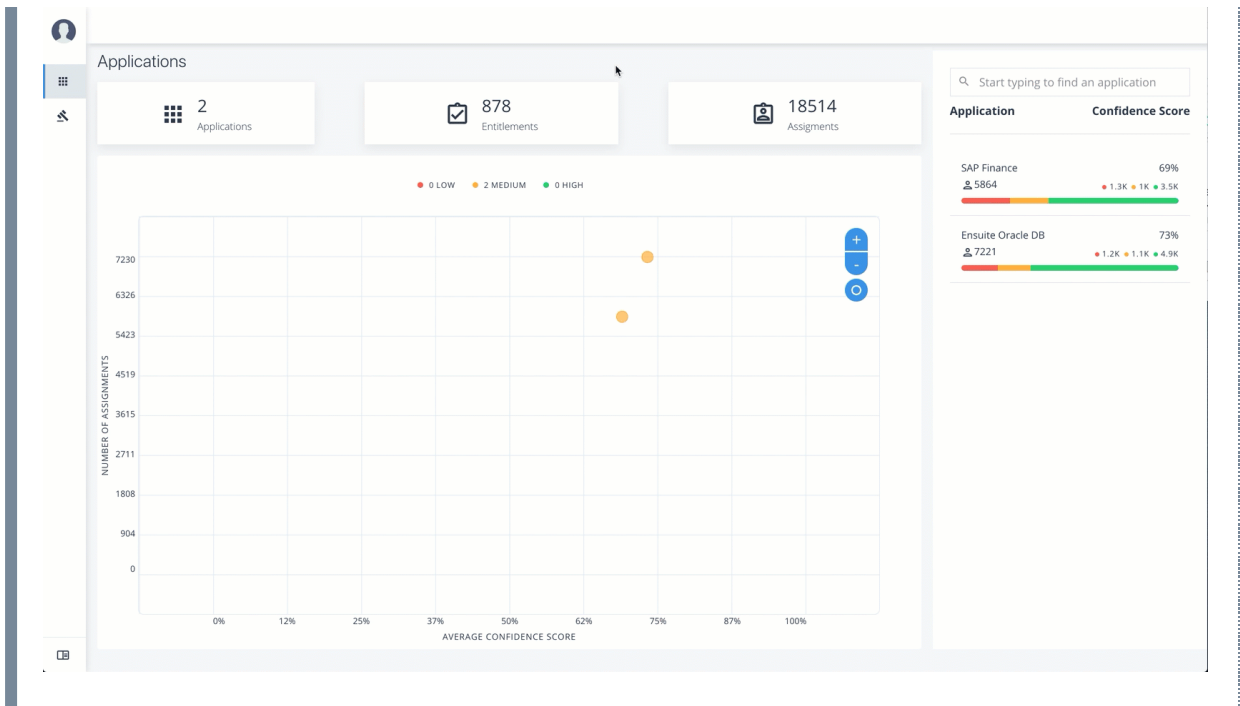 Applications
2
Applications
878
Entitlements
18514
Assigments
0 LOW 2 MEDIUM 0 HIGH
+
-
7230
6326
5423
4519
3615
2711
1808
904
0
NUMBER OF ASSIGNMENTS
0% 12% 25% 37% 50% 62% 75% 87% 100%
AVERAGE CONFIDENCE SCORE
Start typing to find an application
Application Confidence Score
SAP Finance 69%
5864 1.3K 1K 3.5K
Ensuite Oracle DB 73%
7221 1.2K 1.1K 4.9K